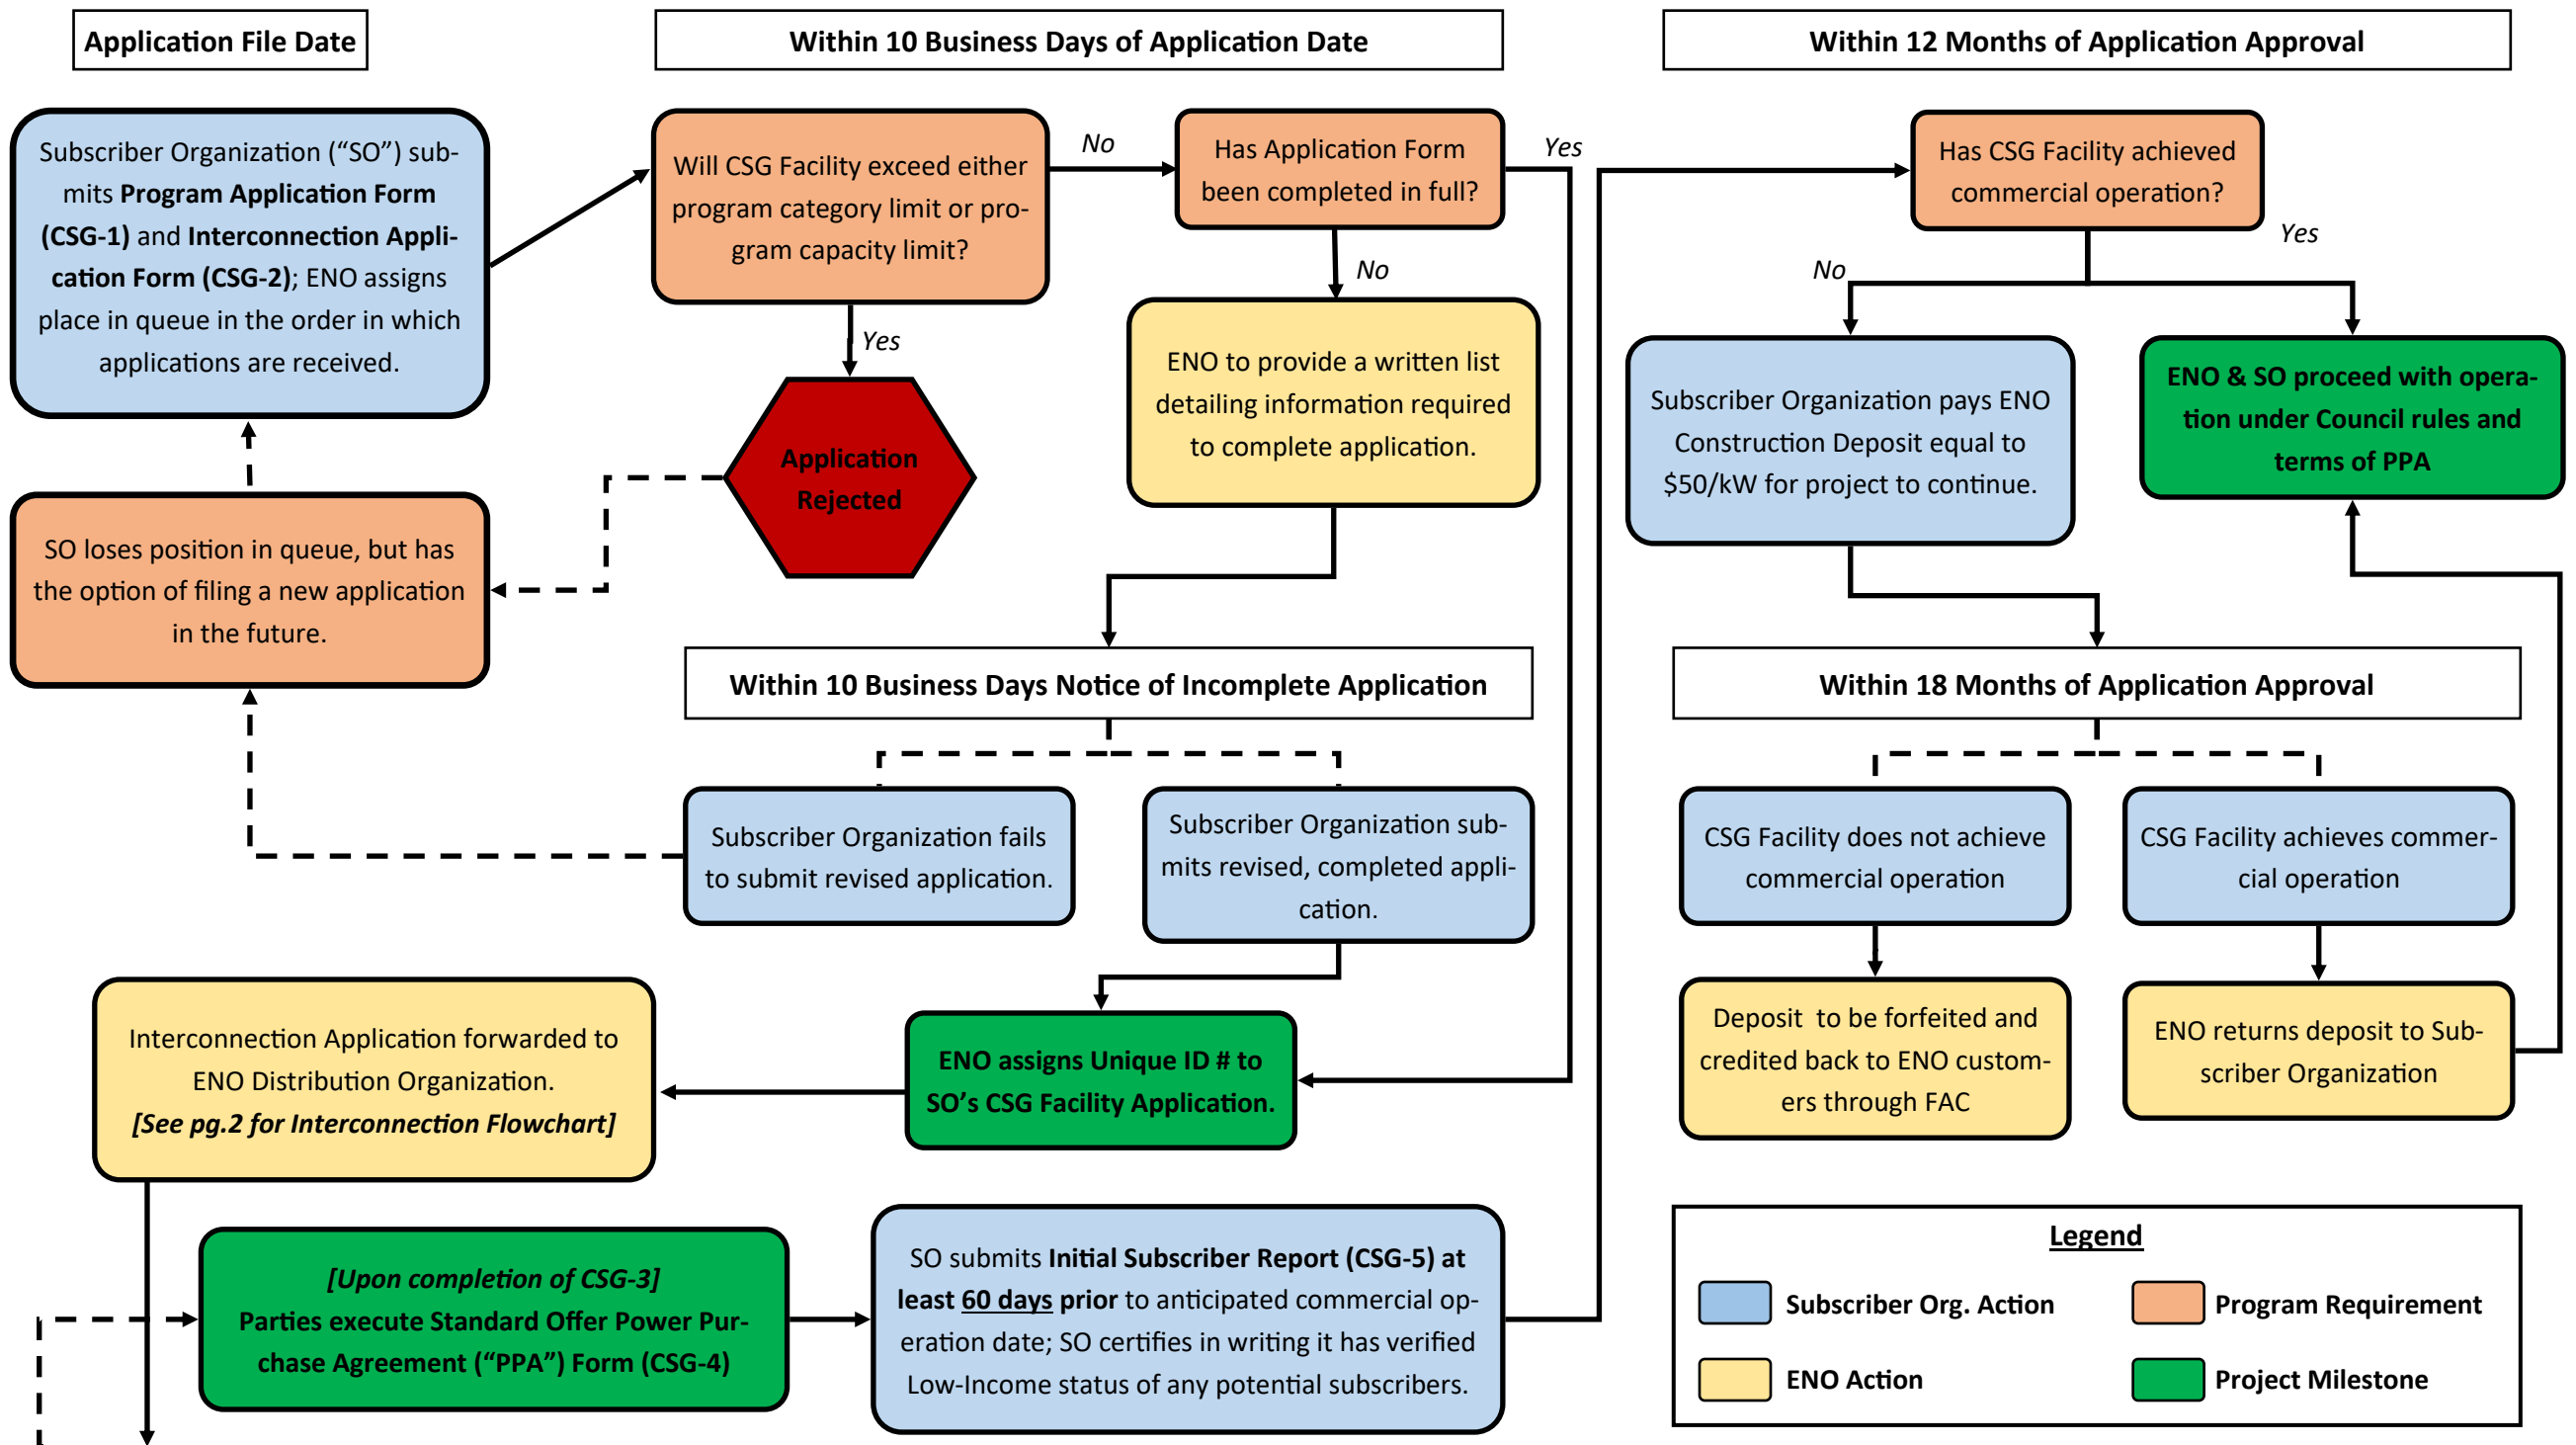 Application File Date
Within 10 Business Days of Application Date
Within 12 Months of Application Approval
Subscriber Organization (“SO”) sub-
mits Program Application Form
(CSG-1) and Interconnection Appli-
cation Form (CSG-2); ENO assigns
place in queue in the order in which
applications are received.
Will CSG Facility exceed either
program category limit or pro-
gram capacity limit?
No
Has Application Form
been completed in full?
Yes
Has CSG Facility achieved
commercial operation?
Yes
No
No
Yes
ENO to provide a written list
detailing information required
to complete application.
Application
Rejected
Subscriber Organization pays ENO
Construction Deposit equal to
$50/kW for project to continue.
ENO & SO proceed with opera-
tion under Council rules and
terms of PPA
SO loses position in queue, but has
the option of filing a new application
in the future.
Within 10 Business Days Notice of Incomplete Application
Within 18 Months of Application Approval
Subscriber Organization fails
to submit revised application.
Subscriber Organization sub-
mits revised, completed appli-
cation.
CSG Facility does not achieve
commercial operation
CSG Facility achieves commer-
cial operation
Interconnection Application forwarded to
ENO Distribution Organization.
[See pg.2 for Interconnection Flowchart]
ENO assigns Unique ID # to
SO’s CSG Facility Application.
Deposit to be forfeited and
credited back to ENO custom-
ers through FAC
ENO returns deposit to Sub-
scriber Organization
[Upon completion of CSG-3]
Parties execute Standard Offer Power Pur-
chase Agreement (“PPA”) Form (CSG-4)
SO submits Initial Subscriber Report (CSG-5) at
least 60 days prior to anticipated commercial op-
eration date; SO certifies in writing it has verified
Low-Income status of any potential subscribers.
Legend
Subscriber Org. Action
Program Requirement
ENO Action
Project Milestone